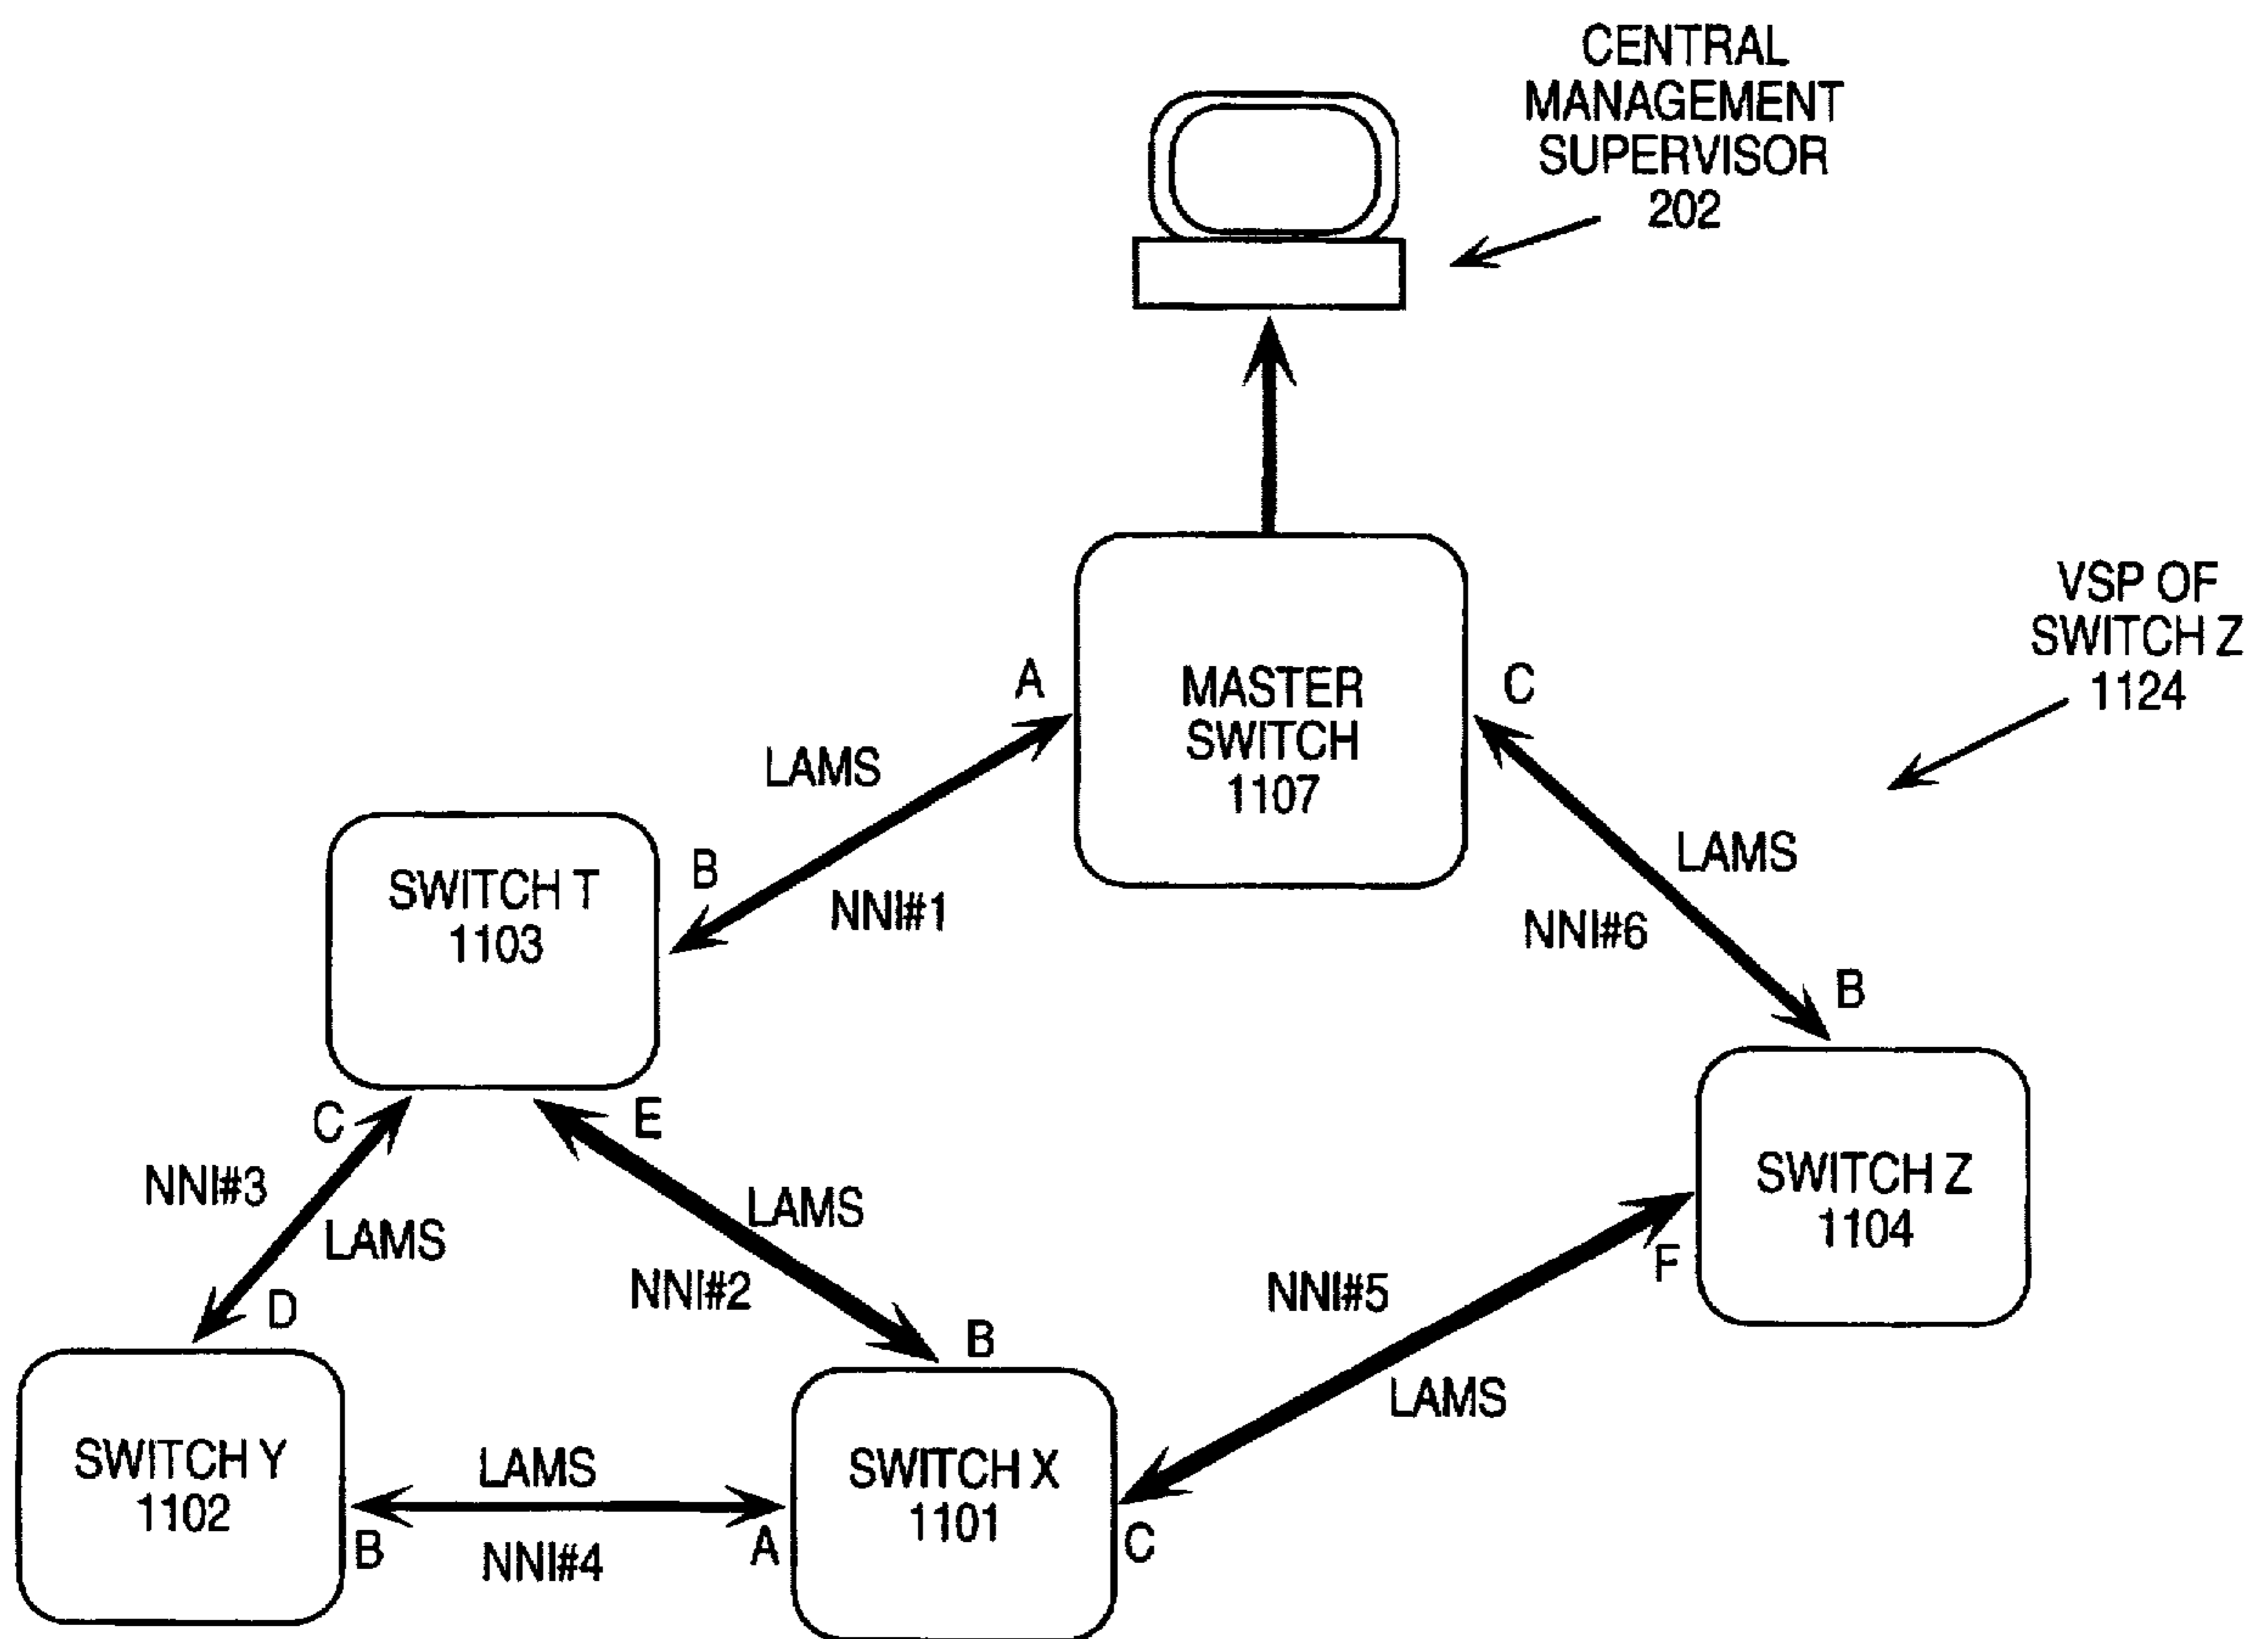 CENTRAL
MANAGEMENT
SUPERVISOR
202
VSP OF
SWITCH Z
1124
A
MASTER
SWITCH
1107
C
LAMS
LAMS
SWITCH T
1103
B
NNI#1
NNI#6
B
C
E
NNI#3
LAMS
LAMS
SWITCH Z
1104
NNI#2
NNI#5
F
D
B
LAMS
SWITCH Y
1102
LAMS
SWITCH X
1101
B
NNI#4
A
C